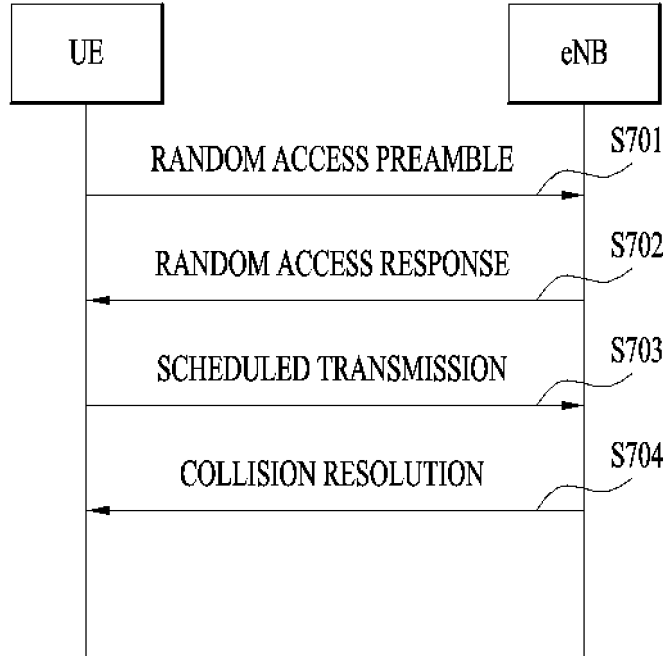 UE
eNB
RANDOM ACCESS PREAMBLE
S701
RANDOM ACCESS RESPONSE
S702
SCHEDULED TRANSMISSION
S703
COLLISION RESOLUTION
S704